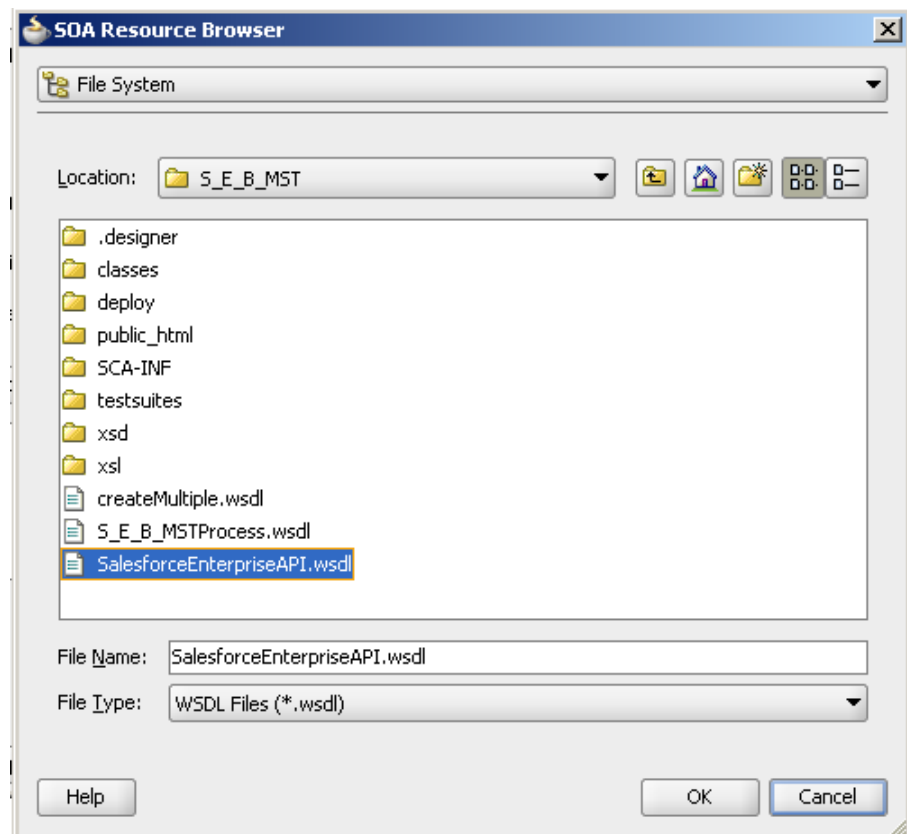 SOA Resource Browser
File System
Location: S_E_B_MST
.designer
classes
deploy
public_html
SCA-INF
testsuites
xsd
xsl
createMultiple.wsdl
S_E_B_MSTProcess.wsdl
SalesforceEnterpriseAPI.wsdl
File Name: SalesforceEnterpriseAPI.wsdl
File Type: WSDL Files (*.wsdl)
Help OK Cancel